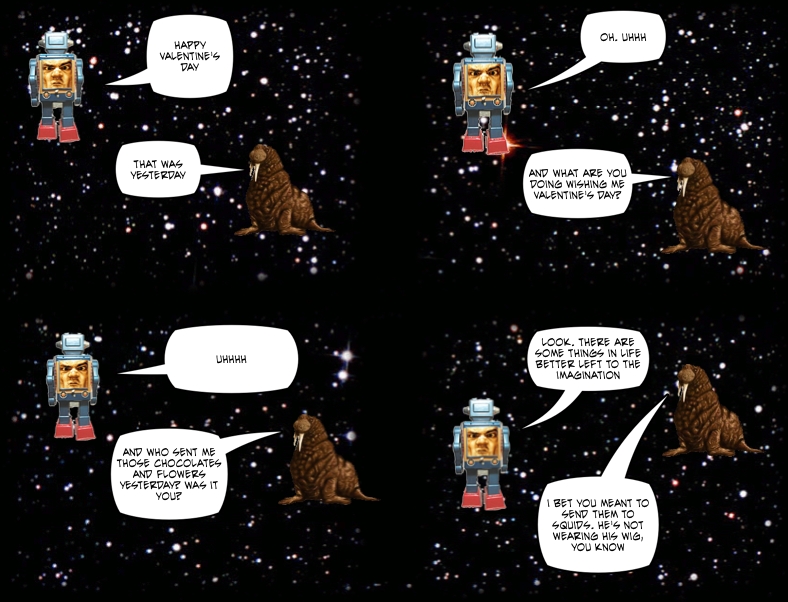 HAPPY
VALENTINE'S
DAY
THAT WAS
YESTERDAY
OH. UHHH
AND WHAT ARE YOU
DOING WISHING ME
VALENTINE'S DAY?
UHHHH
AND WHO SENT ME
THOSE CHOCOLATES
AND FLOWERS
YESTERDAY? WAS IT
YOU?
LOOK. THERE ARE
SOME THINGS IN LIFE
BETTER LEFT TO THE
IMAGINATION
I BET YOU MEANT TO
SEND THEM TO
SQUIDS. HE'S NOT
WEARING HIS WIG,
YOU KNOW